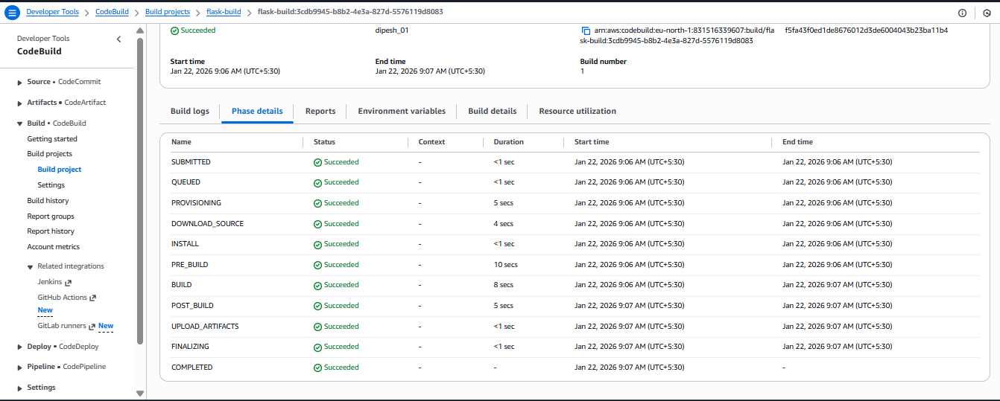 Developer Tools > CodeBuild > Build projects > flask-build > flask-build:3cdb9945-b8b2-4e3a-827d-5576119d8083
Developer Tools
CodeBuild
Source • CodeCommit
Artifacts • CodeArtifact
Build • CodeBuild
Getting started
Build projects
Build project
Settings
Build history
Report groups
Report history
Account metrics
Related integrations
Jenkins
GitHub Actions
New
GitLab runners New
Deploy • CodeDeploy
Pipeline • CodePipeline
Settings
Succeeded dipesh_01 arn:aws:codebuild:eu-north-1:831516339607:build/fla f5fa43f0ed1de8676012d3de6004043b23ba11b4
sk-build:3cdb9945-b8b2-4e3a-827d-5576119d8083
Start time End time Build number
Jan 22, 2026 9:06 AM (UTC+5:30) Jan 22, 2026 9:07 AM (UTC+5:30) 1
Build logs Phase details Reports Environment variables Build details Resource utilization
Name Status Context Duration Start time End time
SUBMITTED Succeeded - <1 sec Jan 22, 2026 9:06 AM (UTC+5:30) Jan 22, 2026 9:06 AM (UTC+5:30)
QUEUED Succeeded - <1 sec Jan 22, 2026 9:06 AM (UTC+5:30) Jan 22, 2026 9:06 AM (UTC+5:30)
PROVISIONING Succeeded - 5 secs Jan 22, 2026 9:06 AM (UTC+5:30) Jan 22, 2026 9:06 AM (UTC+5:30)
DOWNLOAD_SOURCE Succeeded - 4 secs Jan 22, 2026 9:06 AM (UTC+5:30) Jan 22, 2026 9:06 AM (UTC+5:30)
INSTALL Succeeded - <1 sec Jan 22, 2026 9:06 AM (UTC+5:30) Jan 22, 2026 9:06 AM (UTC+5:30)
PRE_BUILD Succeeded - 10 secs Jan 22, 2026 9:06 AM (UTC+5:30) Jan 22, 2026 9:06 AM (UTC+5:30)
BUILD Succeeded - 8 secs Jan 22, 2026 9:06 AM (UTC+5:30) Jan 22, 2026 9:07 AM (UTC+5:30)
POST_BUILD Succeeded - 5 secs Jan 22, 2026 9:07 AM (UTC+5:30) Jan 22, 2026 9:07 AM (UTC+5:30)
UPLOAD_ARTIFACTS Succeeded - <1 sec Jan 22, 2026 9:07 AM (UTC+5:30) Jan 22, 2026 9:07 AM (UTC+5:30)
FINALIZING Succeeded - <1 sec Jan 22, 2026 9:07 AM (UTC+5:30) Jan 22, 2026 9:07 AM (UTC+5:30)
COMPLETED Succeeded - - Jan 22, 2026 9:07 AM (UTC+5:30) -